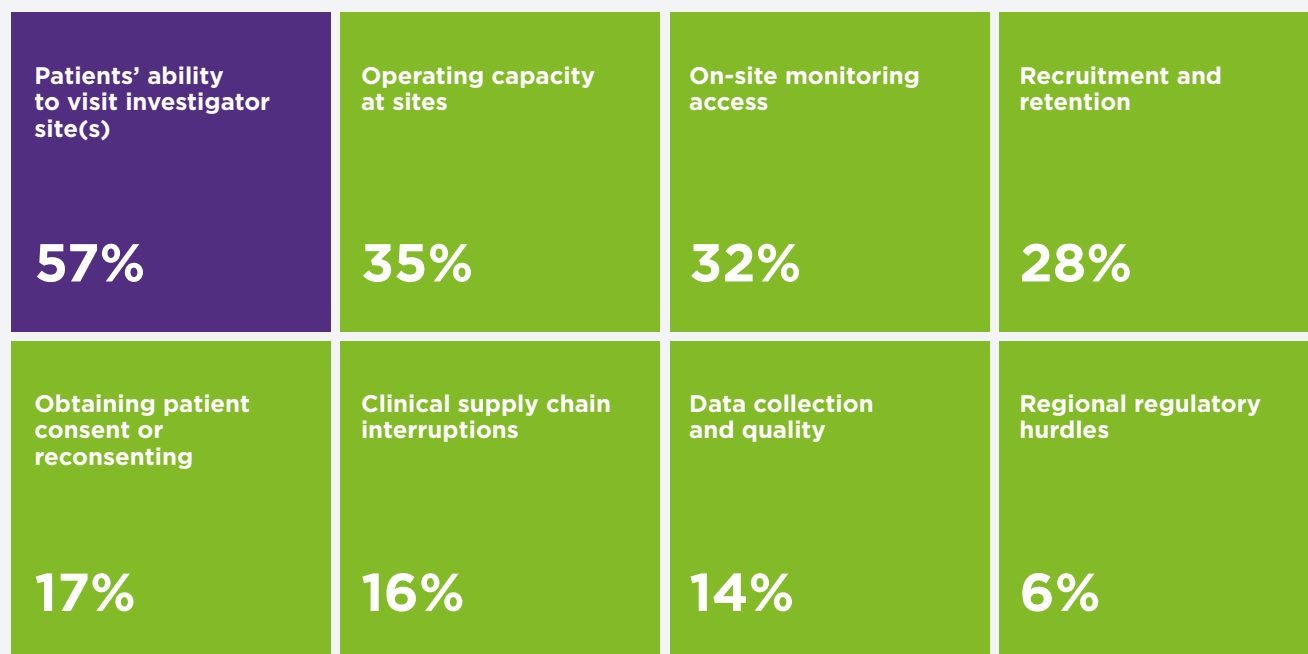 Patients’ ability
to visit investigator
site(s)
57%
Operating capacity
at sites
35%
On-site monitoring
access
32%
Recruitment and
retention
28%
Obtaining patient
consent or
reconsenting
17%
Clinical supply chain
interruptions
16%
Data collection
and quality
14%
Regional regulatory
hurdles
6%